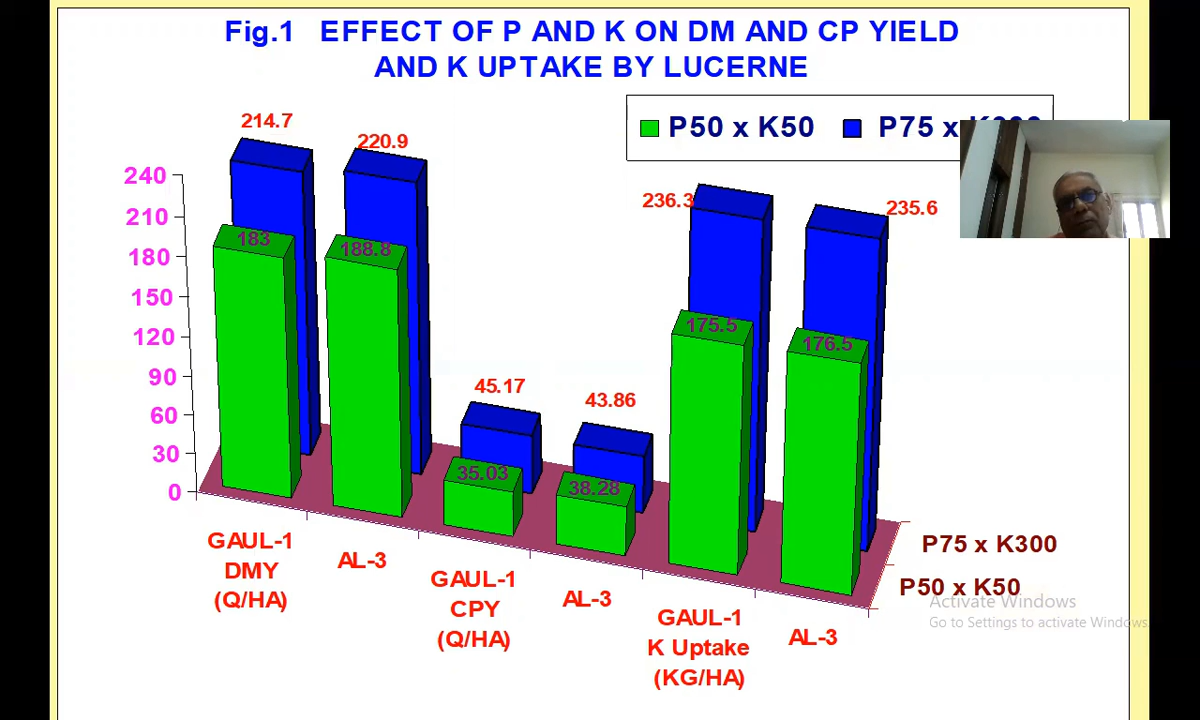 Fig.1 EFFECT OF P AND K ON DM AND CP YIELD
AND K UPTAKE BY LUCERNE
P50 x K50 P75 x
214.7
220.9
236.3
235.6
45.17
43.86
183
188.8
35.03
38.28
175.5
176.5
240
210
180
150
120
90
60
30
0
GAUL-1
DMY
(Q/HA)
AL-3
GAUL-1
CPY
(Q/HA)
AL-3
GAUL-1
K Uptake
(KG/HA)
AL-3
P75 x K300
P50 x K50
Activate Windows
Go to Settings to activate Windows.